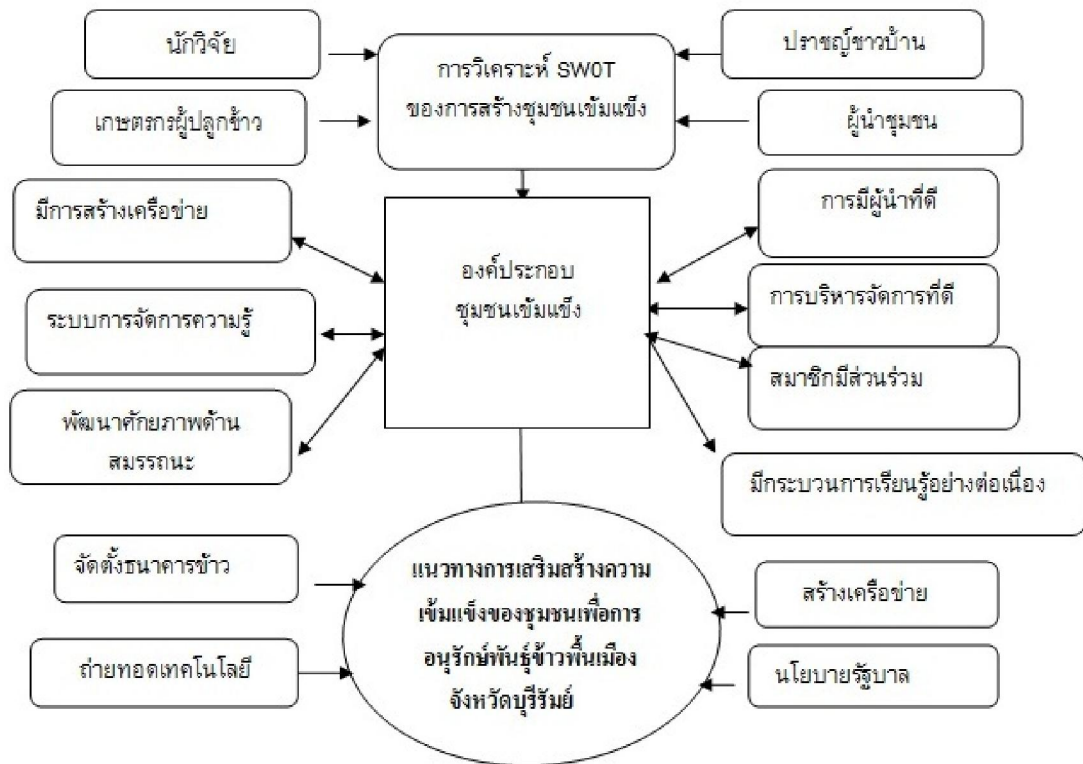 นักวิจัย
ปราชญ์ชาวบ้าน
การวิเคราะห์ SWOT
ของการสร้างชุมชนเข้มแข็ง
เกษตรกรผู้ปลูกข้าว
ผู้นำชุมชน
มีการสร้างเครือข่าย
การมีผู้นำที่ดี
องค์ประกอบ
ชุมชนเข้มแข็ง
ระบบการจัดการความรู้
การบริหารจัดการที่ดี
สมาชิกมีส่วนร่วม
พัฒนาศักยภาพด้าน
สมรรถนะ
มีกระบวนการเรียนรู้อย่างต่อเนื่อง
จัดตั้งธนาคารข้าว
แนวทางการเสริมสร้างความ
เข้มแข็งของชุมชนเพื่อการ
อนุรักษ์พันธุ์ข้าวพื้นเมือง
จังหวัดบุรีรัมย์
สร้างเครือข่าย
ถ่ายทอดเทคโนโลยี
นโยบายรัฐบาล